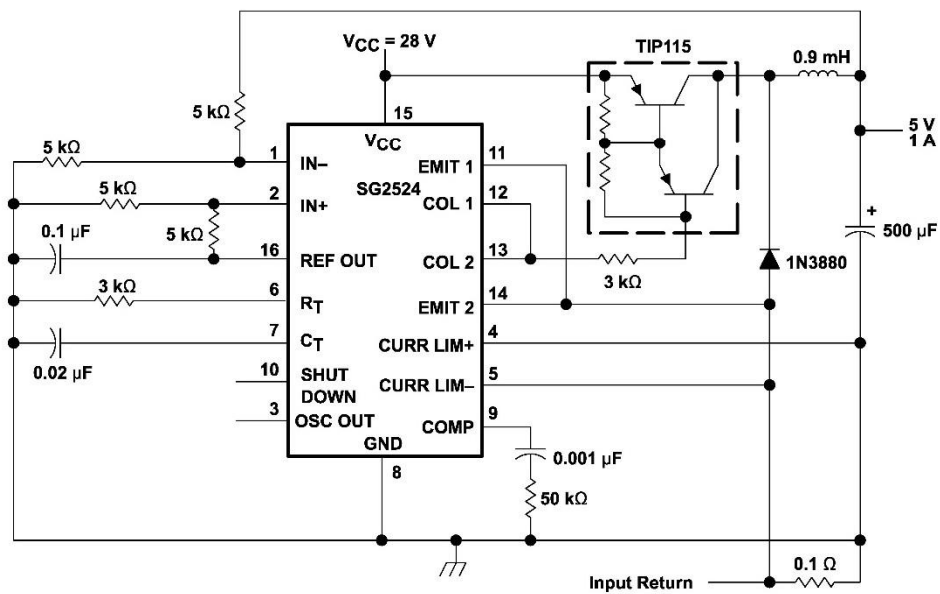 VCC = 28 V
TIP115
0.9 mH
5 kΩ
15
VCC
5 V
1 A
5 kΩ
1
IN–
EMIT 1
11
SG2524
5 kΩ
2
IN+
COL 1
12
0.1 µF
5 kΩ
16
REF OUT
COL 2
13
3 kΩ
+
500 µF
1N3880
3 kΩ
6
RT
EMIT 2
14
7
CT
CURR LIM+
4
0.02 µF
10
SHUT
DOWN
CURR LIM–
5
3
OSC OUT
COMP
9
GND
8
0.001 µF
50 kΩ
0.1 Ω
Input Return